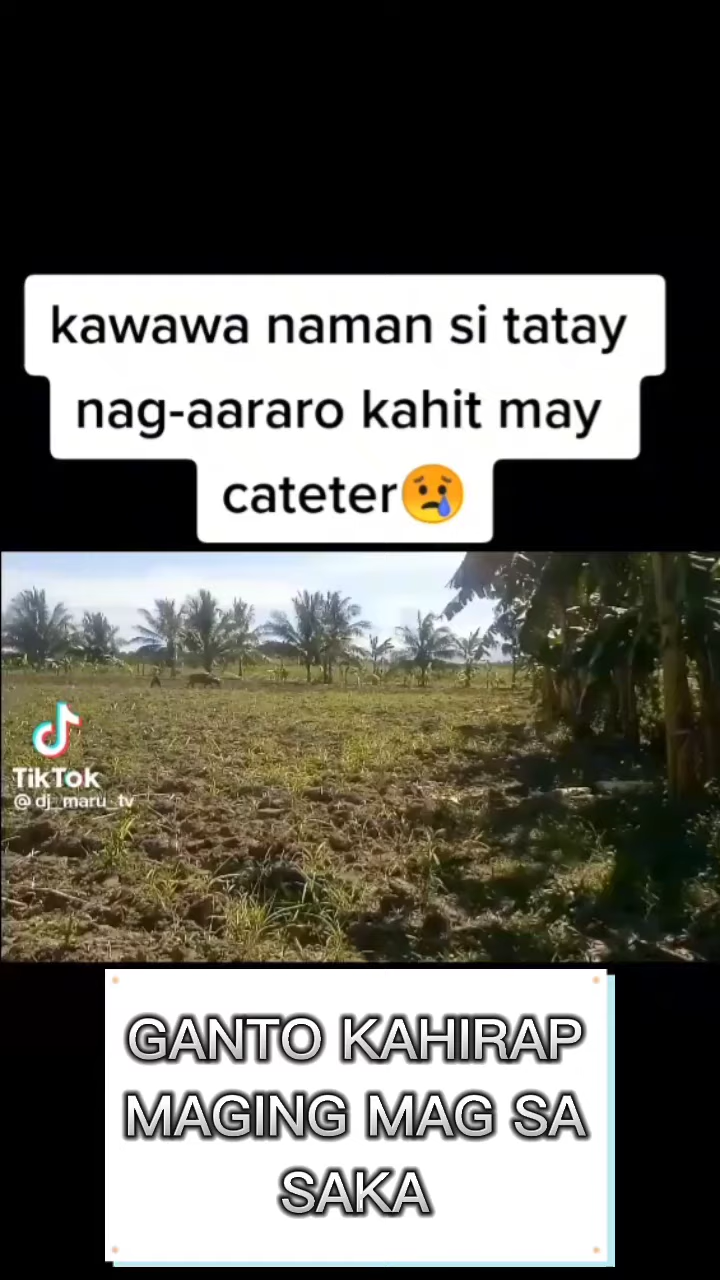 kawawa naman si tatay
nag-aararo kahit may
cateter😢
TikTok
@dj_maru_tv
GANTO KAHIRAP
MAGING MAG SA
SAKA